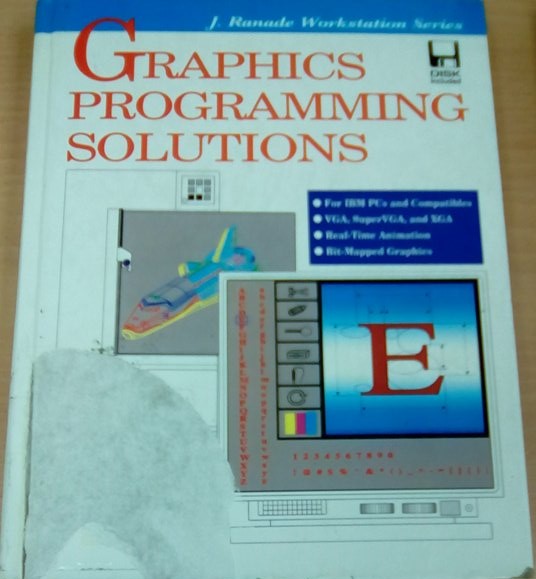 J. Ranade Workstation Series
GRAPHICS
PROGRAMMING
SOLUTIONS
DISK
Included
For IBM PCs and Compatibles
VGA, SuperVGA, and XGA
Real-Time Animation
Bit-Mapped Graphics
E